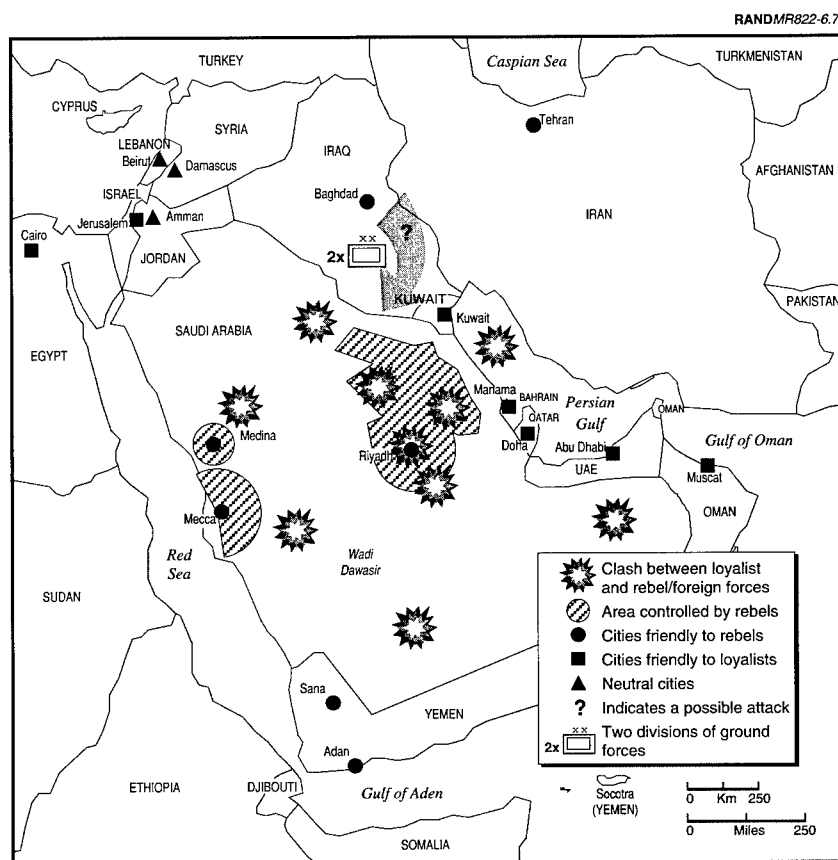 RANDMR822-6.7
TURKEY
Caspian Sea
TURKMENISTAN
CYPRUS
SYRIA
Tehran
LEBANON
Beirut
Damascus
IRAQ
AFGHANISTAN
ISRAEL
Baghdad
IRAN
Jerusalem
Amman
?
Cairo
JORDAN
xx
2x
KUWAIT
PAKISTAN
Kuwait
SAUDI ARABIA
EGYPT
Manama
BAHRAIN
Persian
Gulf
OMAN
QATAR
Medina
Doha
Abu Dhabi
Gulf of Oman
Riyadh
UAE
Muscat
Mecca
OMAN
Red
Sea
Wadi
Dawasir
SUDAN
Clash between loyalist
and rebel/foreign forces
Area controlled by rebels
Cities friendly to rebels
Cities friendly to loyalists
Neutral cities
? Indicates a possible attack
xx
2x Two divisions of ground
forces
Sana
YEMEN
Adan
ETHIOPIA
DJIBOUTI
Gulf of Aden
Socotra
(YEMEN)
0 Km 250
0 Miles 250
SOMALIA